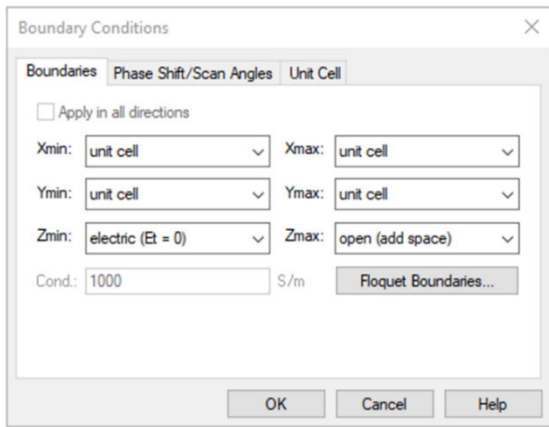 Boundary Conditions
Boundaries Phase Shift/Scan Angles Unit Cell
Apply in all directions
Xmin: unit cell Xmax: unit cell
Ymin: unit cell Ymax: unit cell
Zmin: electric (Et = 0) Zmax: open (add space)
Cond.: 1000 S/m Floquet Boundaries...
OK Cancel Help